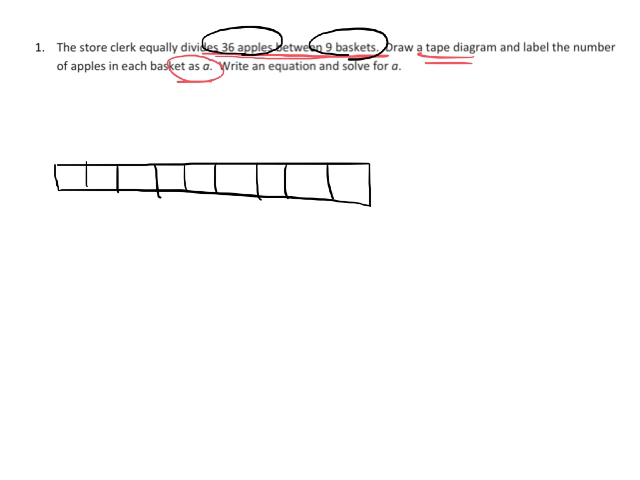 1. The store clerk equally divides 36 apples between 9 baskets. Draw a tape diagram and label the number
of apples in each basket as a. Write an equation and solve for a.